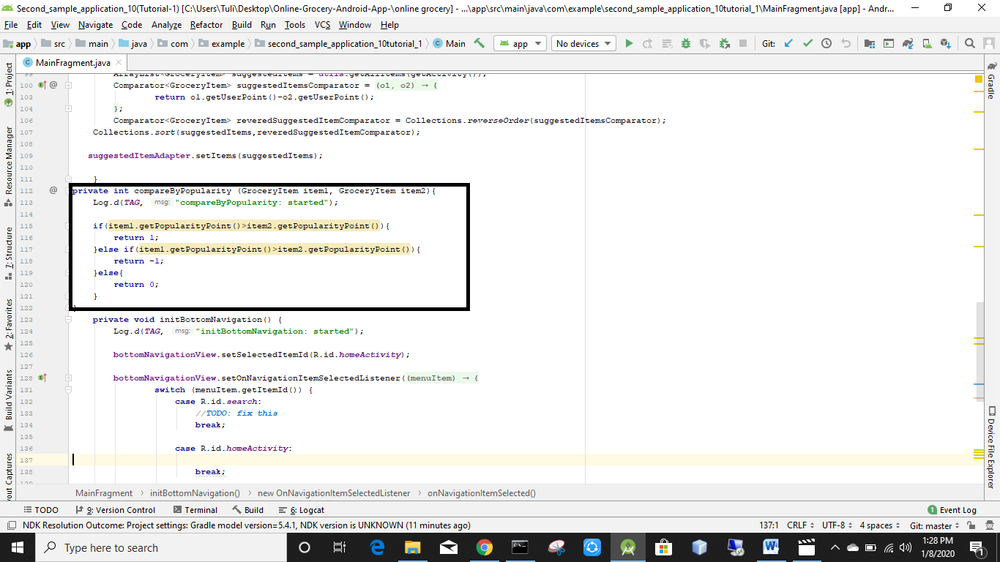 Second_sample_application_10(Tutorial-1) [C:\Users\Tuli\Desktop\Online-Grocery-Android-App-\online grocery] - ...\app\src\main\java\com\example\second_sample_application_10tutorial_1\MainFragment.java [app] - Andr...
File Edit View Navigate Code Analyze Refactor Build Run Tools VCS Window Help
app src main java com example second_sample_application_10tutorial_1 Main app No devices Git:
MainFragment.java
1: Project
Resource Manager
7: Structure
2: Favorites
Build Variants
Layout Captures
Gradle
Device File Explorer
99 ArrayList<GroceryItem> suggestedItems = utils.getAllItems(getActivity());
100 @ Comparator<GroceryItem> suggestedItemsComparator = (o1, o2) → {
103 return o1.getUserPoint()-o2.getUserPoint();
104 };
106 Comparator<GroceryItem> reveredSuggestedItemComparator = Collections.reverseOrder(suggestedItemsComparator);
107 Collections.sort(suggestedItems,reveredSuggestedItemComparator);
108
109 suggestedItemAdapter.setItems(suggestedItems);
110
111 }
112 @ private int compareByPopularity (GroceryItem item1, GroceryItem item2){
113 Log.d(TAG, msg: "compareByPopularity: started");
114
115 if(item1.getPopularityPoint()>item2.getPopularityPoint()){
116 return 1;
117 }else if(item1.getPopularityPoint()>item2.getPopularityPoint()){
118 return -1;
119 }else{
120 return 0;
121 }
122 }
123 private void initBottomNavigation() {
124 Log.d(TAG, msg: "initBottomNavigation: started");
125
126 bottomNavigationView.setSelectedItemId(R.id.homeActivity);
127
128 bottomNavigationView.setOnNavigationItemSelectedListener((menuItem) → {
131 switch (menuItem.getItemId()) {
132 case R.id.search:
133 //TODO: fix this
134 break;
135
136 case R.id.homeActivity:
137
138 break;
139
MainFragment initBottomNavigation() new OnNavigationItemSelectedListener onNavigationItemSelected()
TODO 9: Version Control Terminal Build 6: Logcat 1 Event Log
NDK Resolution Outcome: Project settings: Gradle model version=5.4.1, NDK version is UNKNOWN (11 minutes ago) 137:1 CRLF UTF-8 4 spaces Git: master
Type here to search
1:28 PM
1/8/2020
1